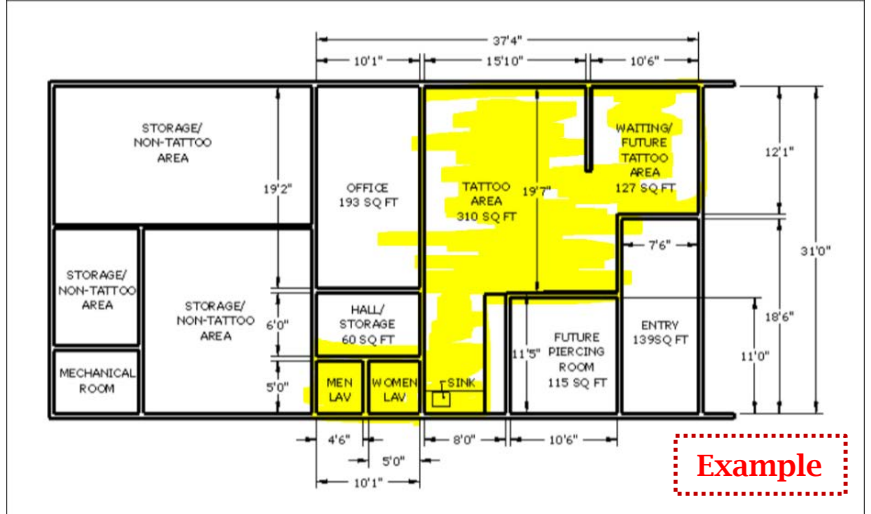 37'4"
10'1"
15'10"
10'6"
STORAGE/
NON-TATTOO
AREA
WAITING/
FUTURE
TATTOO
AREA
127 SQ FT
12'1"
19'2"
OFFICE
193 SQ FT
TATTOO
AREA
310 SQ FT
19'7"
7'6"
31'0"
STORAGE/
NON-TATTOO
AREA
STORAGE/
NON-TATTOO
AREA
6'0"
HALL/
STORAGE
60 SQ FT
18'6"
ENTRY
139SQ FT
FUTURE
PIERCING
ROOM
115 SQ FT
11'5"
11'0"
MECHANICAL
ROOM
5'0"
MEN
LAV
WOMEN
LAV
SINK
4'6"
8'0"
10'6"
5'0"
10'1"
Example